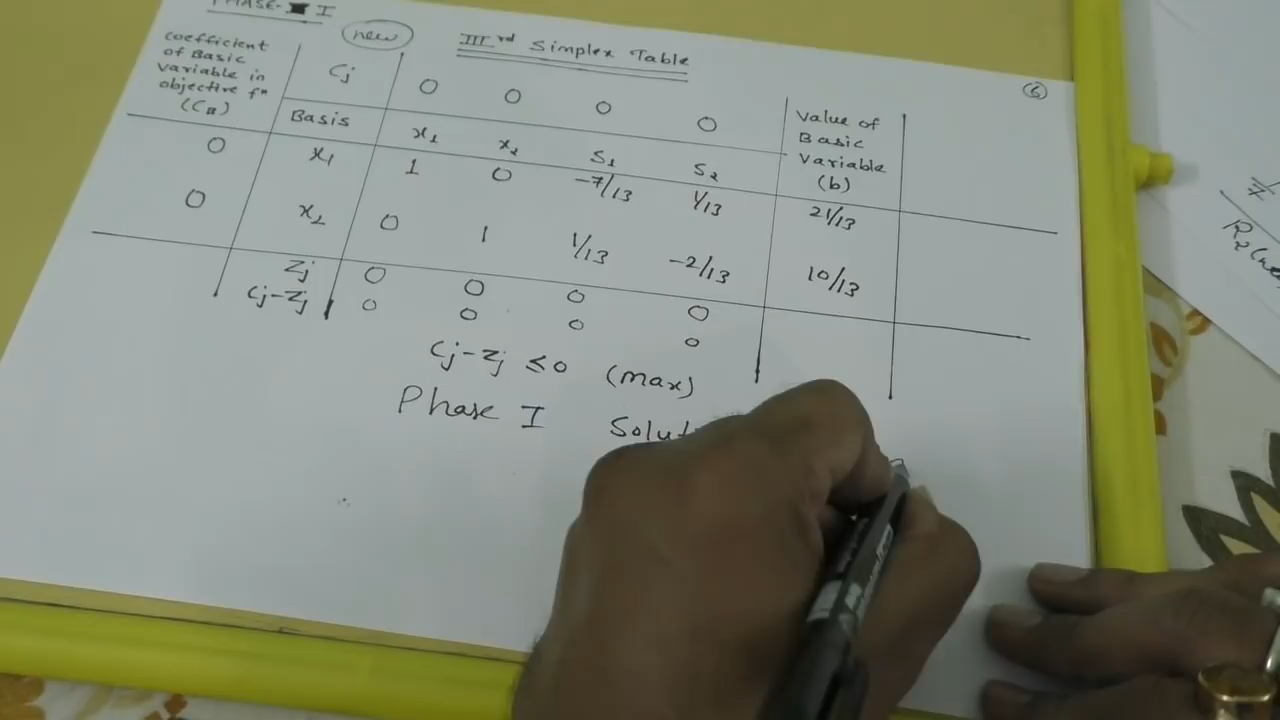 PHASE-I
new
IIIrd Simplex Table
6
coefficient
of Basic
variable in
objective fn
(CB)
Cj 0 0 0 0
Value of
Basic
Variable
(b)
Basis x1 x2 S1 S2
0 x1 1 0 -7/13 1/13 21/13
0 x2 0 1 1/13 -2/13 10/13
Zj 0 0 0 0
Cj-Zj 0 0 0 0
Cj-Zj ≤0 (max)
Phase I